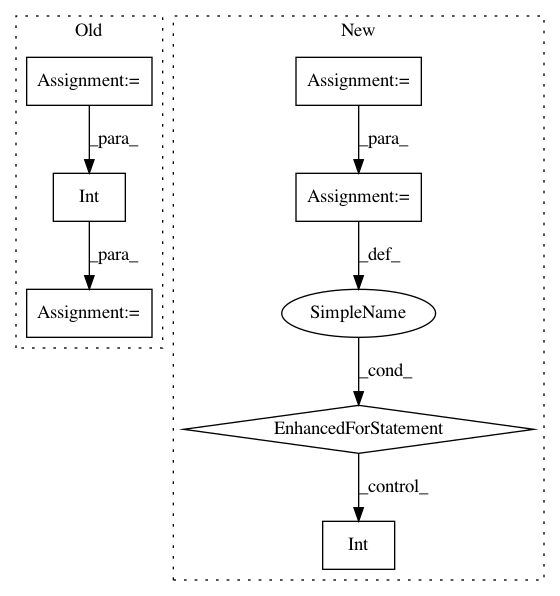 Old
New
Assignment:=
Assignment:=
_para_
_para_
Int
Assignment:=
_para_
_def_
Assignment:=
SimpleName
_cond_
EnhancedForStatement
_control_
Int